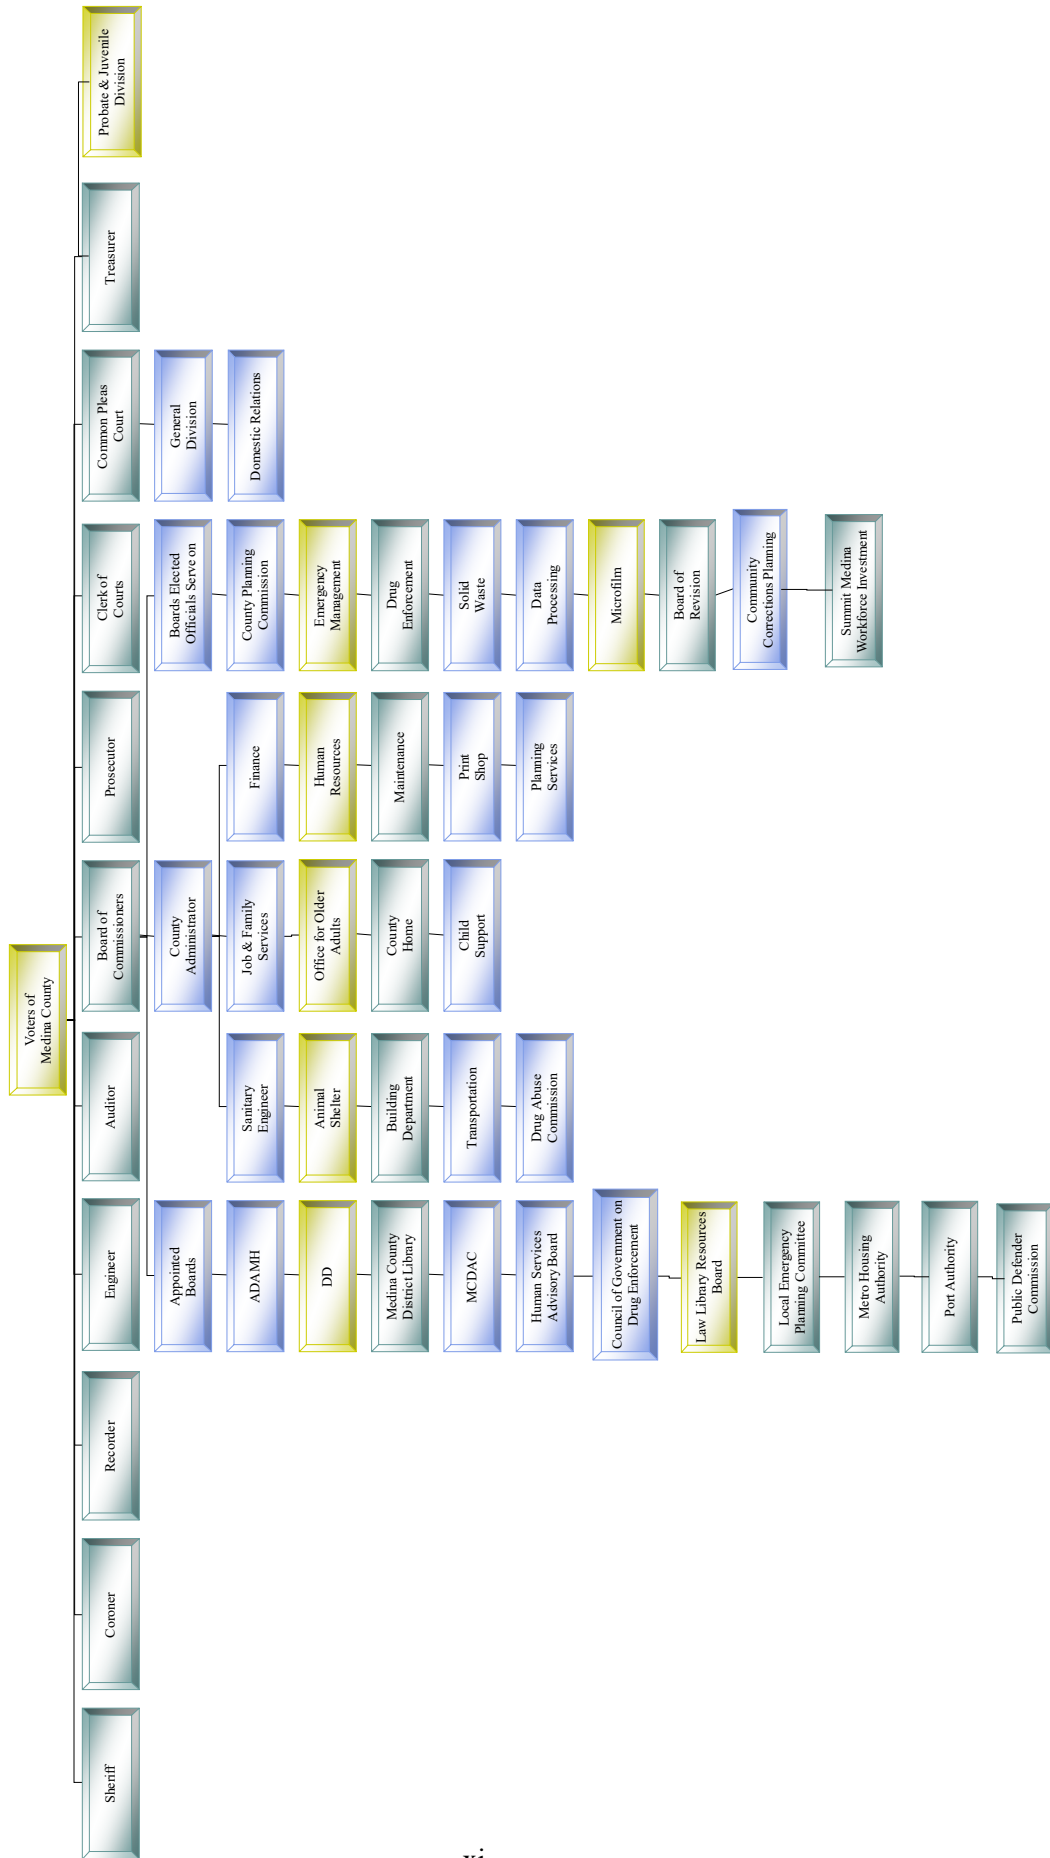 Voters of
Medina County
Sheriff
Coroner
Recorder
Engineer
Auditor
Board of
Commissioners
Prosecutor
Clerk of
Courts
Common Pleas
Court
Treasurer
Probate & Juvenile
Division
Appointed
Boards
County
Administrator
Boards Elected
Officials Serve on
General
Division
ADAMH
Sanitary
Engineer
Job & Family
Services
Finance
County Planning
Commission
Domestic Relations
DD
Animal
Shelter
Office for Older
Adults
Human
Resources
Emergency
Management
Medina County
District Library
Building
Department
County
Home
Maintenance
Drug
Enforcement
MCDAC
Transportation
Child
Support
Print
Shop
Solid
Waste
Human Services
Advisory Board
Drug Abuse
Commission
Planning
Services
Data
Processing
Council of Government on
Drug Enforcement
Microfilm
Law Library Resources
Board
Board of
Revision
Local Emergency
Planning Committee
Community
Corrections Planning
Metro Housing
Authority
Summit Medina
Workforce Investment
Port Authority
Public Defender
Commission
xi